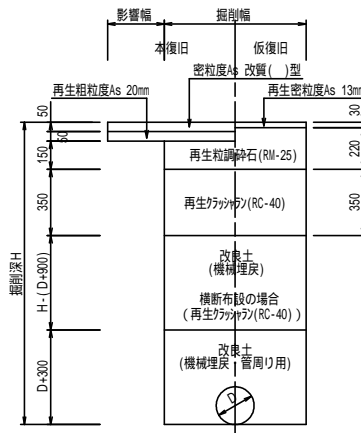 影響幅
掘削幅
本復旧
仮復旧
密粒度As 改質( )型
再生粗粒度As 20mm
再生密粒度As 13mm
50
50
150
350
H-(D+900)
D+300
掘削深H
30
220
350
再生粒調砕石(RM-25)
再生クラッシャラン(RC-40)
改良土
(機械埋戻)
横断布設の場合
(再生クラッシャラン(RC-40))
改良土
(機械埋戻・管周り用)
D